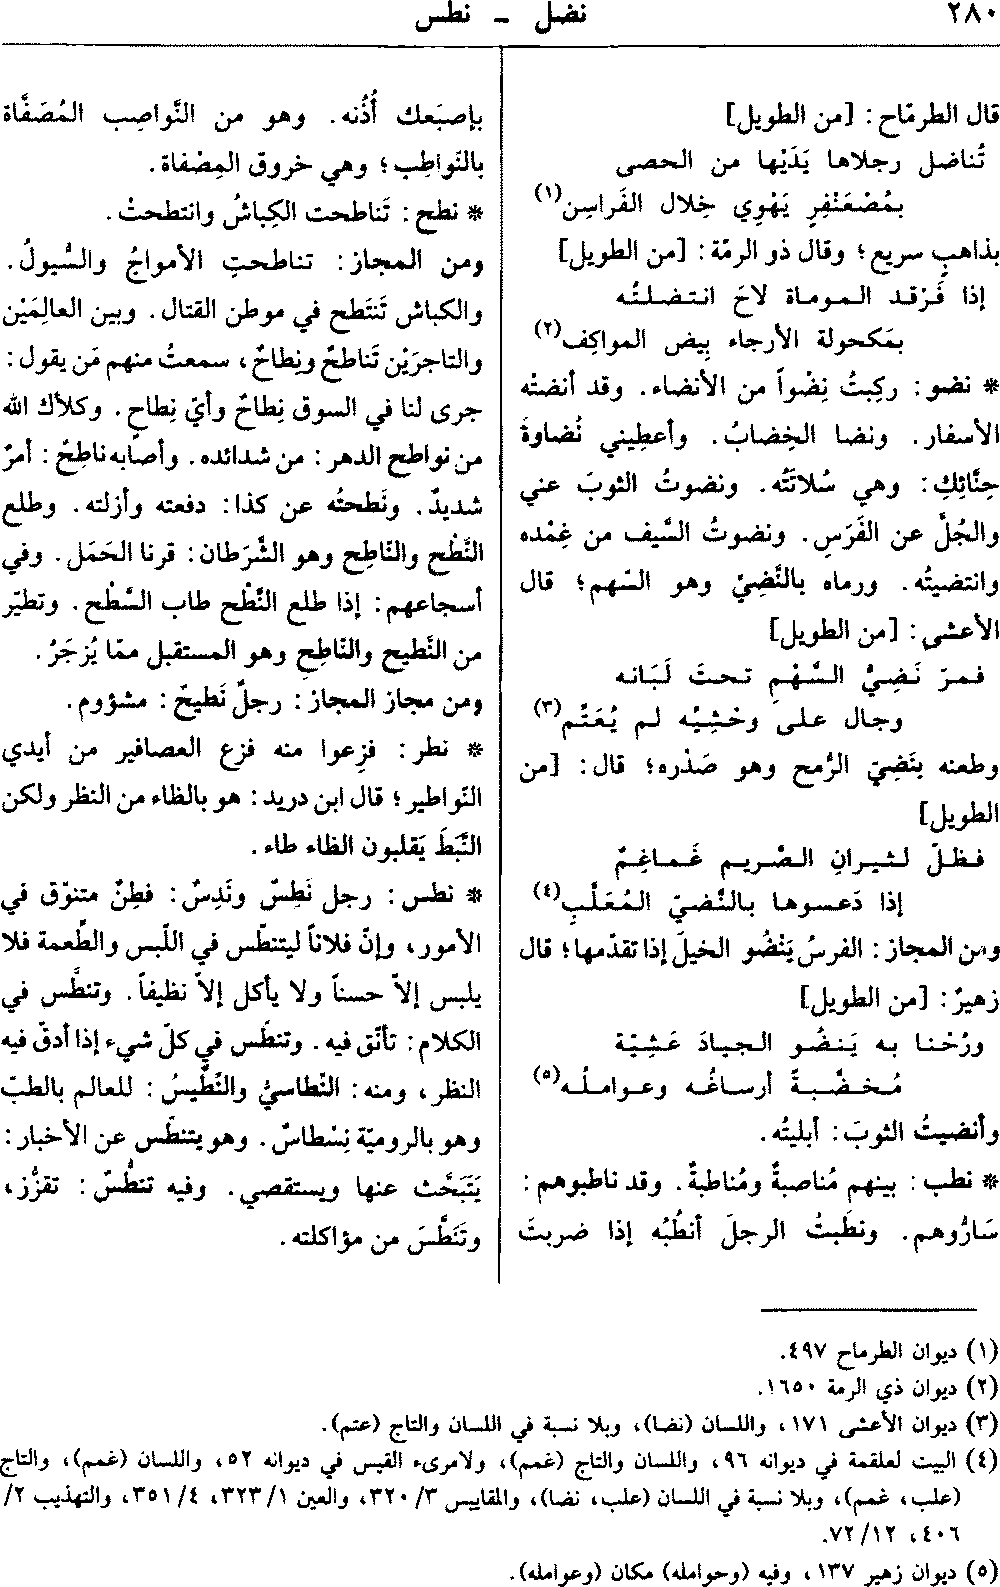 ٢٨٠
نضل - نطس
قال الطرمّاح: [من الطويل]
تُناضل رجلاها يَدَيْها من الحصى
بمُصْعَنْفِرٍ يَهْوِي خِلال الفَراسِن(١)
بذاهبٍ سريع؛ وقال ذو الرمّة: [من الطويل]
إذا فَرْقد الموماة لاحَ انتضلتُه
بمَكحولة الأرجاء بِيض المواكِف(٢)
* نضو: ركِبتُ نِضْواً من الأنضاء. وقد أنضتْه
الأسفار. ونضا الخِضابُ. وأعطِيني نُضاوةَ
حِنّائِكِ: وهي سُلاتَتُه. ونضوتُ الثوبَ عني
والجُلَّ عن الفَرَسِ. ونضوتُ السَّيف من غِمْده
وانتضيتُه. ورماه بالنَّضِيّ وهو السّهم؛ قال
الأعشى: [من الطويل]
فمرّ نَضِيُّ السَّهْمِ تحتَ لَبَانه
وجال على وحْشِيِّه لم يُعَتِّم(٣)
وطعنه بنَضِيّ الرُّمح وهو صَدْره؛ قال: [من
الطويل]
فظلّ لثيرانِ الصّريم غَماغِمٌ
إذا دَعسوها بالنَّضيّ المُعَلَّبِ(٤)
ومن المجاز: الفرسُ يَنْضُو الخيلَ إذا تقدّمها؛ قال
زهيرٌ: [من الطويل]
ورُحْنا به يَنضُو الجيادَ عَشِيّة
مُخضَّبةً أرساغُه وعواملُه(٥)
وأنضيتُ الثوبَ: أبليتُه.
* نطب: بينهم مُناصبةٌ ومُناطبةٌ. وقد ناطبوهم:
سَارُّوهم. ونطَبتُ الرجلَ أنطُبُه إذا ضربتَ
بإصبَعك أُذُنه. وهو من النَّواصِب المُصَفَّاة
بالنَواطِب؛ وهي خروق المِصْفاة.
* نطح: تَناطحت الكِباشُ وانتطحتْ.
ومن المجاز: تناطحتِ الأمواجُ والسُّيولُ.
والكباش تَنتَطح في موطن القتال. وبين العالِمَيْن
والتاجرَيْن تَناطحٌ ونِطاحٌ، سمعتُ منهم مَن يقول:
جرى لنا في السوق نِطاحٌ وأيّ نِطاحٍ. وكلأك الله
من نواطح الدهر: من شدائده. وأصابه ناطِحٌ: أمرٌ
شديدٌ. ونَطحتُه عن كذا: دفعته وأزلته. وطلع
النَّطْح والنّاطِح وهو الشَّرَطان: قرنا الحَمَل. وفي
أسجاعهم: إذا طلع النَّطْح طاب السّطْح. وتطيّر
من النَّطيح والنّاطِحِ وهو المستقبل ممّا يُزجَرُ.
ومن مجاز المجاز: رجلٌ نَطيحٌ: مشؤوم.
* نطر: فزِعوا منه فزع العصافير من أيدي
النّواطير؛ قال ابن دريد: هو بالظاء من النظر ولكن
النَّبَطَ يَقلبون الظاء طاء.
* نطس: رجل نَطِسٌ ونَدِسٌ: فطِنٌ متنوّق في
الأمور، وإنّ فلاناً ليتنطّس في اللّبس والطِّعمة فلا
يلبس إلاّ حسناً ولا يأكل إلاّ نظيفاً. وتنطَّس في
الكلام: تأنّق فيه. وتنطّس في كلّ شيء إذا أدقّ فيه
النظر، ومنه: النّطاسيُّ والنِّطِّيسُ: للعالم بالطبّ
وهو بالروميّة نِسْطاسٌ. وهو يتنطّس عن الأخبار:
يَتَبَحَّث عنها ويستقصي. وفيه تنطُّسٌ: تقزُّز،
وتَنَطَّسَ من مؤاكلته.
(١) ديوان الطرماح ٤٩٧.
(٢) ديوان ذي الرمة ١٦٥٠.
(٣) ديوان الأعشى ١٧١، واللسان (نضا)، وبلا نسبة في اللسان والتاج (عتم).
(٤) البيت لعلقمة في ديوانه ٩٦، واللسان والتاج (غمم)، ولامرىء القيس في ديوانه ٥٢، واللسان (غمم)، والتاج
(علب، غمم)، وبلا نسبة في اللسان (علب، نضا)، والمقاييس ٣/ ٣٢٠، والعين ١/ ٣٢٣، ٤/ ٣٥١، والتهذيب ٢/
٤٠٦، ١٢/ ٧٢.
(٥) ديوان زهير ١٣٧، وفيه (وحوامله) مكان (وعوامله).